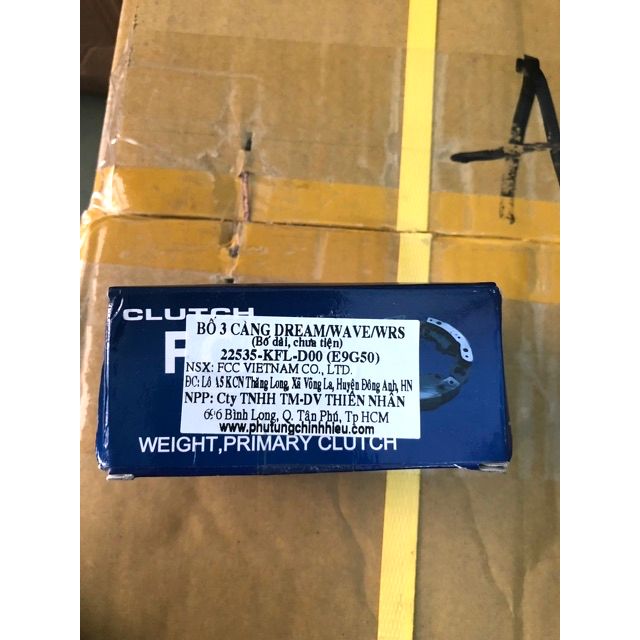 A
CLUTCH
BỐ 3 CÀNG DREAM/WAVE/WRS
(Bố dài, chưa tiện)
22535-KFL-D00 (E9G50)
NSX: FCC VIETNAM CO., LTD.
ĐC: Lô A5 KCN Thăng Long, Xã Võng La, Huyện Đông Anh, HN
NPP: Cty TNHH TM-DV THIÊN NHÂN
696 Bình Long, Q. Tân Phú, Tp HCM
www.phutungchinhhieu.com
WEIGHT,PRIMARY CLUTCH